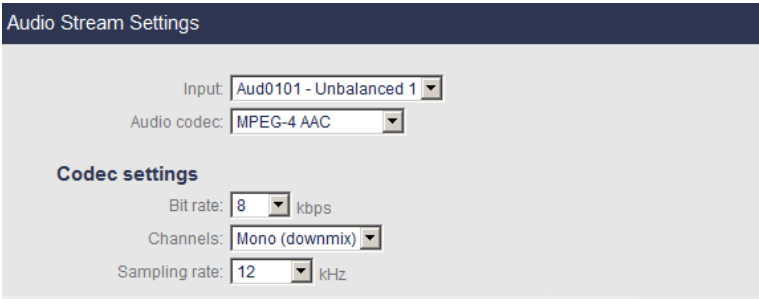 Audio Stream Settings
Input: Aud0101 - Unbalanced 1
Audio codec: MPEG-4 AAC
Codec settings
Bit rate: 8 kbps
Channels: Mono (downmix)
Sampling rate: 12 kHz